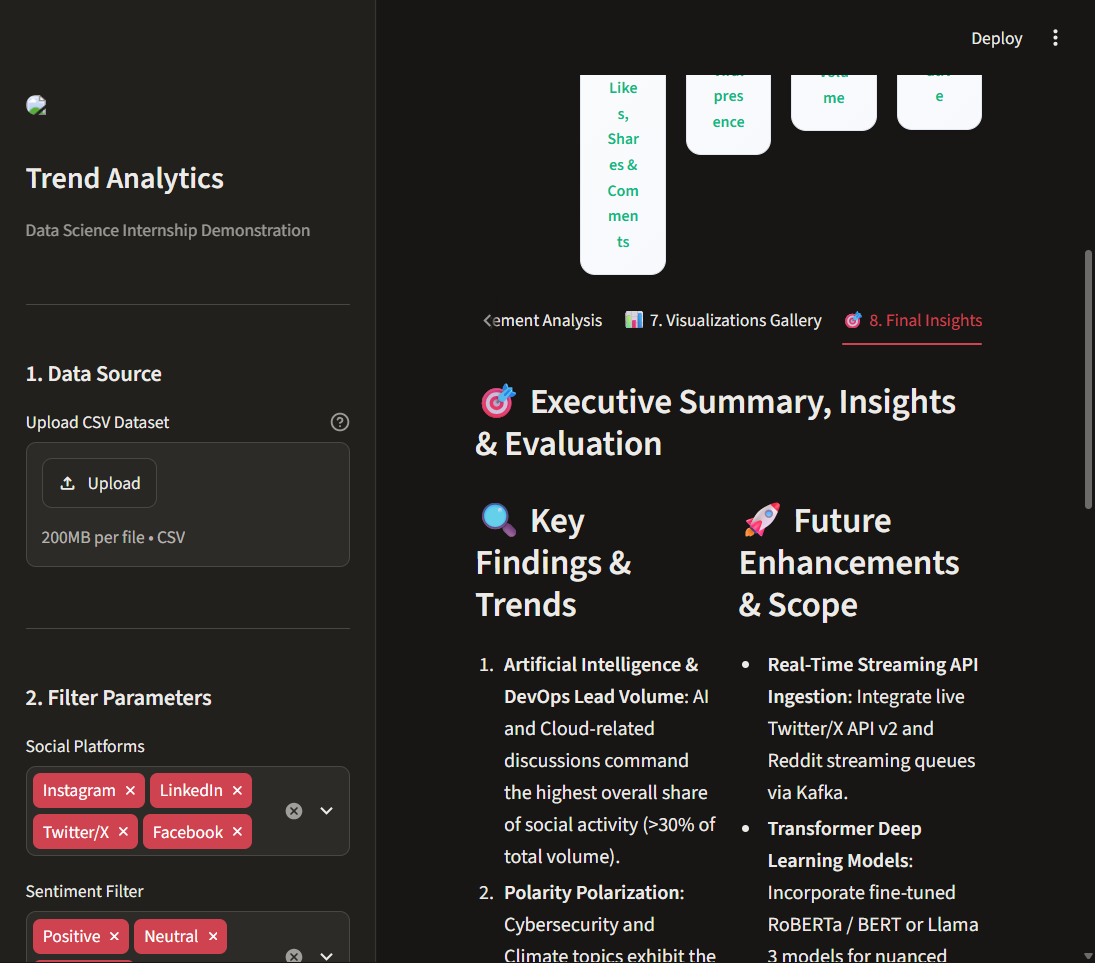 Deploy
Trend Analytics
Data Science Internship Demonstration
1. Data Source
Upload CSV Dataset
Upload
200MB per file • CSV
2. Filter Parameters
Social Platforms
Instagram ×
LinkedIn ×
Twitter/X ×
Facebook ×
Sentiment Filter
Positive ×
Neutral ×
Like
s,
Shar
es &
Com
men
ts
pres
ence
me
e
ement Analysis
7. Visualizations Gallery
8. Final Insights
Executive Summary, Insights
& Evaluation
Key
Findings &
Trends
1. Artificial Intelligence &
DevOps Lead Volume: AI
and Cloud-related
discussions command
the highest overall share
of social activity (>30% of
total volume).
2. Polarity Polarization:
Cybersecurity and
Climate topics exhibit the
Future
Enhancements
& Scope
• Real-Time Streaming API
Ingestion: Integrate live
Twitter/X API v2 and
Reddit streaming queues
via Kafka.
• Transformer Deep
Learning Models:
Incorporate fine-tuned
RoBERTa / BERT or Llama
3 models for nuanced